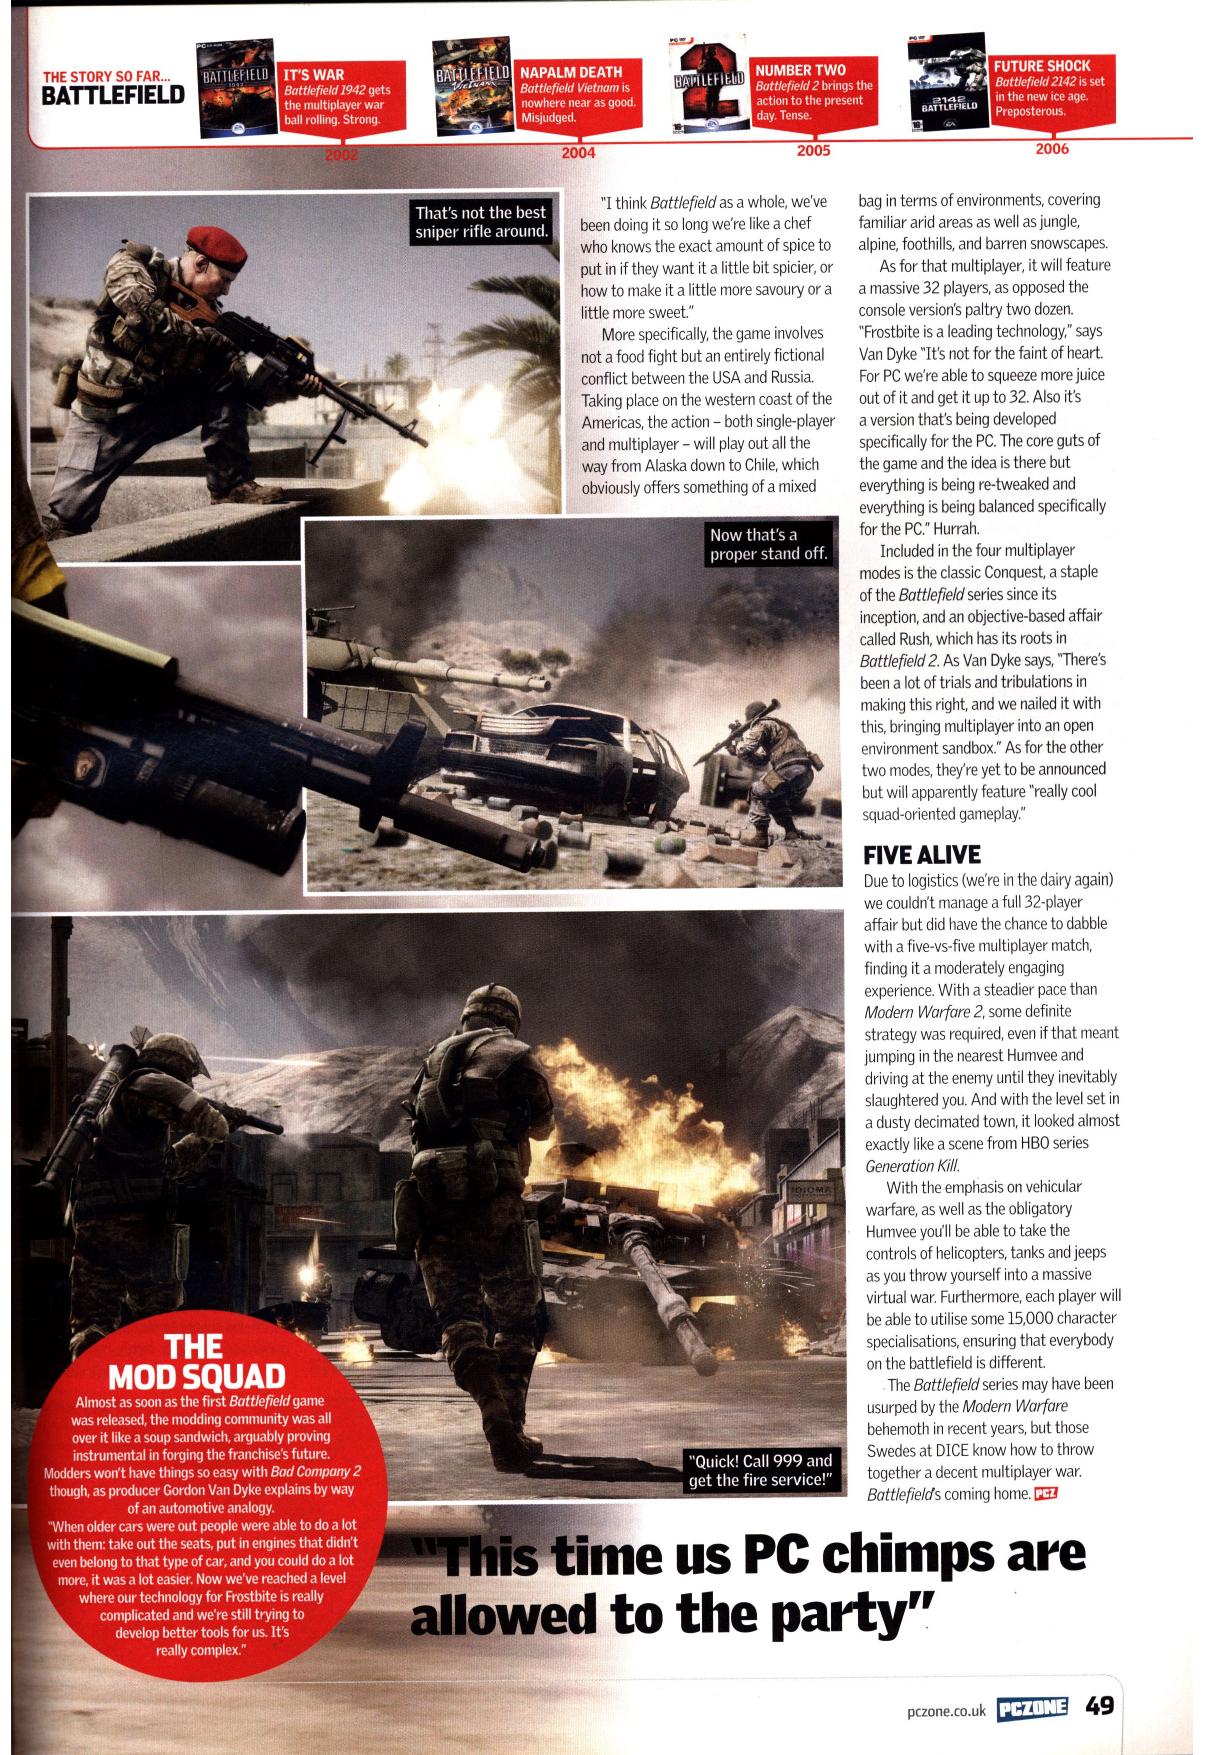 THE STORY SO FAR...
BATTLEFIELD
PC CD-ROM
BATTLEFIELD
1942
EA
IT'S WAR
Battlefield 1942 gets
the multiplayer war
ball rolling. Strong.
2002
BATTLEFIELD
VIETNAM
NAPALM DEATH
Battlefield Vietnam is
nowhere near as good.
Misjudged.
2004
PC DVD
2
BATTLEFIELD
NUMBER TWO
Battlefield 2 brings the
action to the present
day. Tense.
2005
PC DVD
2142
BATTLEFIELD
EA
FUTURE SHOCK
Battlefield 2142 is set
in the new ice age.
Preposterous.
2006
That's not the best
sniper rifle around.
"I think Battlefield as a whole, we've
been doing it so long we're like a chef
who knows the exact amount of spice to
put in if they want it a little bit spicier, or
how to make it a little more savoury or a
little more sweet."
More specifically, the game involves
not a food fight but an entirely fictional
conflict between the USA and Russia.
Taking place on the western coast of the
Americas, the action – both single-player
and multiplayer – will play out all the
way from Alaska down to Chile, which
obviously offers something of a mixed
bag in terms of environments, covering
familiar arid areas as well as jungle,
alpine, foothills, and barren snowscapes.
As for that multiplayer, it will feature
a massive 32 players, as opposed the
console version's paltry two dozen.
"Frostbite is a leading technology," says
Van Dyke "It's not for the faint of heart.
For PC we're able to squeeze more juice
out of it and get it up to 32. Also it's
a version that's being developed
specifically for the PC. The core guts of
the game and the idea is there but
everything is being re-tweaked and
everything is being balanced specifically
for the PC." Hurrah.
Included in the four multiplayer
modes is the classic Conquest, a staple
of the Battlefield series since its
inception, and an objective-based affair
called Rush, which has its roots in
Battlefield 2. As Van Dyke says, "There's
been a lot of trials and tribulations in
making this right, and we nailed it with
this, bringing multiplayer into an open
environment sandbox." As for the other
two modes, they're yet to be announced
but will apparently feature "really cool
squad-oriented gameplay."
Now that's a
proper stand off.
FIVE ALIVE
Due to logistics (we're in the dairy again)
we couldn't manage a full 32-player
affair but did have the chance to dabble
with a five-vs-five multiplayer match,
finding it a moderately engaging
experience. With a steadier pace than
Modern Warfare 2, some definite
strategy was required, even if that meant
jumping in the nearest Humvee and
driving at the enemy until they inevitably
slaughtered you. And with the level set in
a dusty decimated town, it looked almost
exactly like a scene from HBO series
Generation Kill.
With the emphasis on vehicular
warfare, as well as the obligatory
Humvee you'll be able to take the
controls of helicopters, tanks and jeeps
as you throw yourself into a massive
virtual war. Furthermore, each player will
be able to utilise some 15,000 character
specialisations, ensuring that everybody
on the battlefield is different.
The Battlefield series may have been
usurped by the Modern Warfare
behemoth in recent years, but those
Swedes at DICE know how to throw
together a decent multiplayer war.
Battlefield's coming home. PCZ
IDIOMA
"Quick! Call 999 and
get the fire service!"
THE
MOD SQUAD
Almost as soon as the first Battlefield game
was released, the modding community was all
over it like a soup sandwich, arguably proving
instrumental in forging the franchise's future.
Modders won't have things so easy with Bad Company 2
though, as producer Gordon Van Dyke explains by way
of an automotive analogy.
"When older cars were out people were able to do a lot
with them: take out the seats, put in engines that didn't
even belong to that type of car, and you could do a lot
more, it was a lot easier. Now we've reached a level
where our technology for Frostbite is really
complicated and we're still trying to
develop better tools for us. It's
really complex."
"This time us PC chimps are
allowed to the party"
pczone.co.uk PCZONE 49